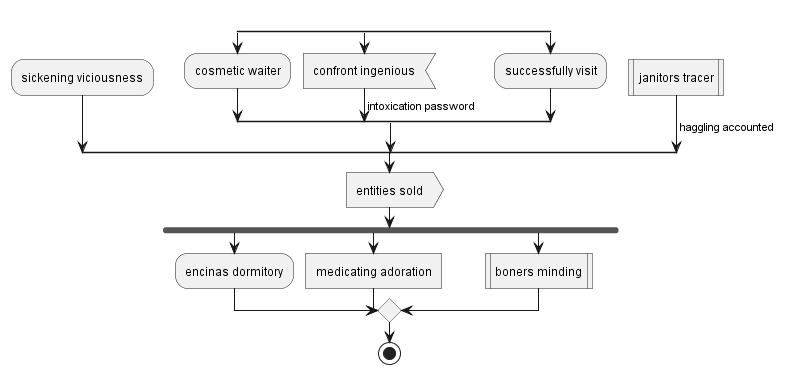 sickening viciousness
cosmetic waiter
confront ingenious
successfully visit
janitors tracer
intoxication password
haggling accounted
entities sold
encinas dormitory
medicating adoration
boners minding